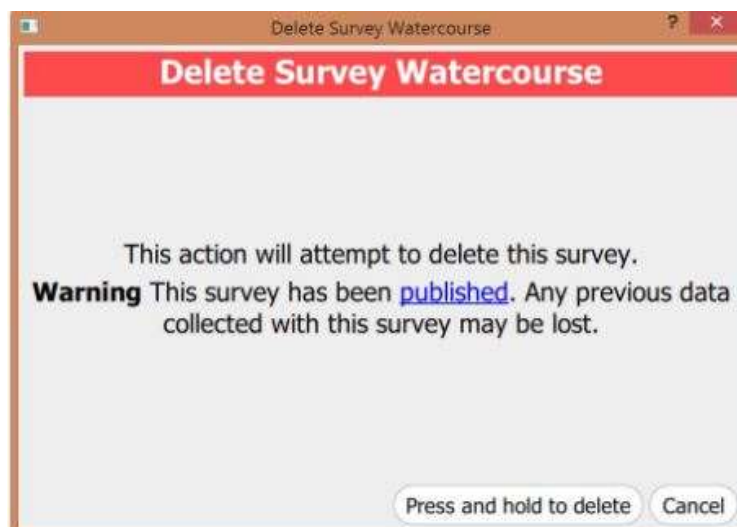 Delete Survey Watercourse
?
Delete Survey Watercourse
This action will attempt to delete this survey.
Warning This survey has been published. Any previous data
collected with this survey may be lost.
Press and hold to delete Cancel